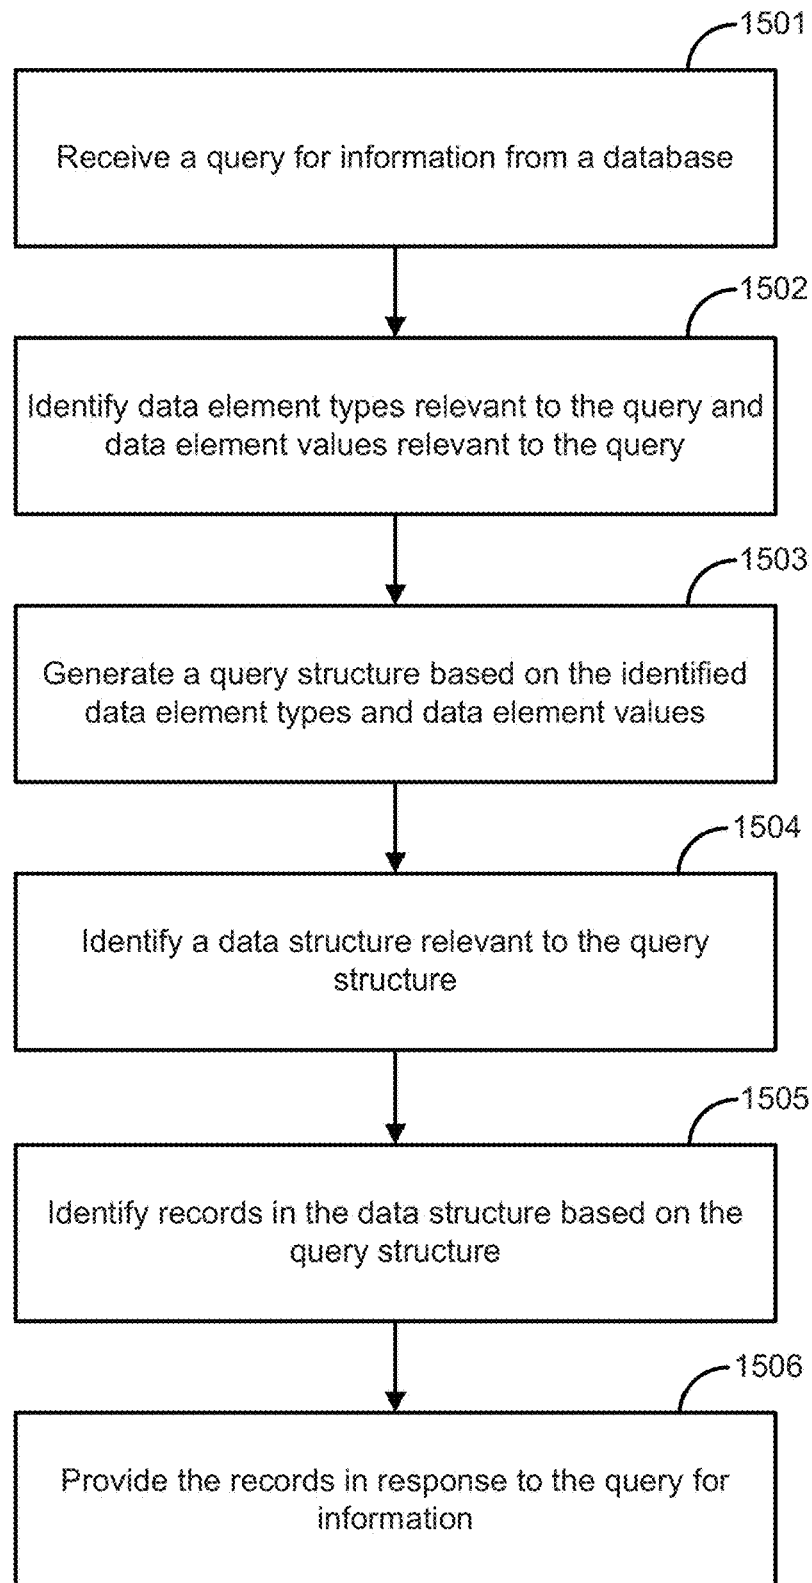 1501
Receive a query for information from a database
1502
Identify data element types relevant to the query and
data element values relevant to the query
1503
Generate a query structure based on the identified
data element types and data element values
1504
Identify a data structure relevant to the query
structure
1505
Identify records in the data structure based on the
query structure
1506
Provide the records in response to the query for
information